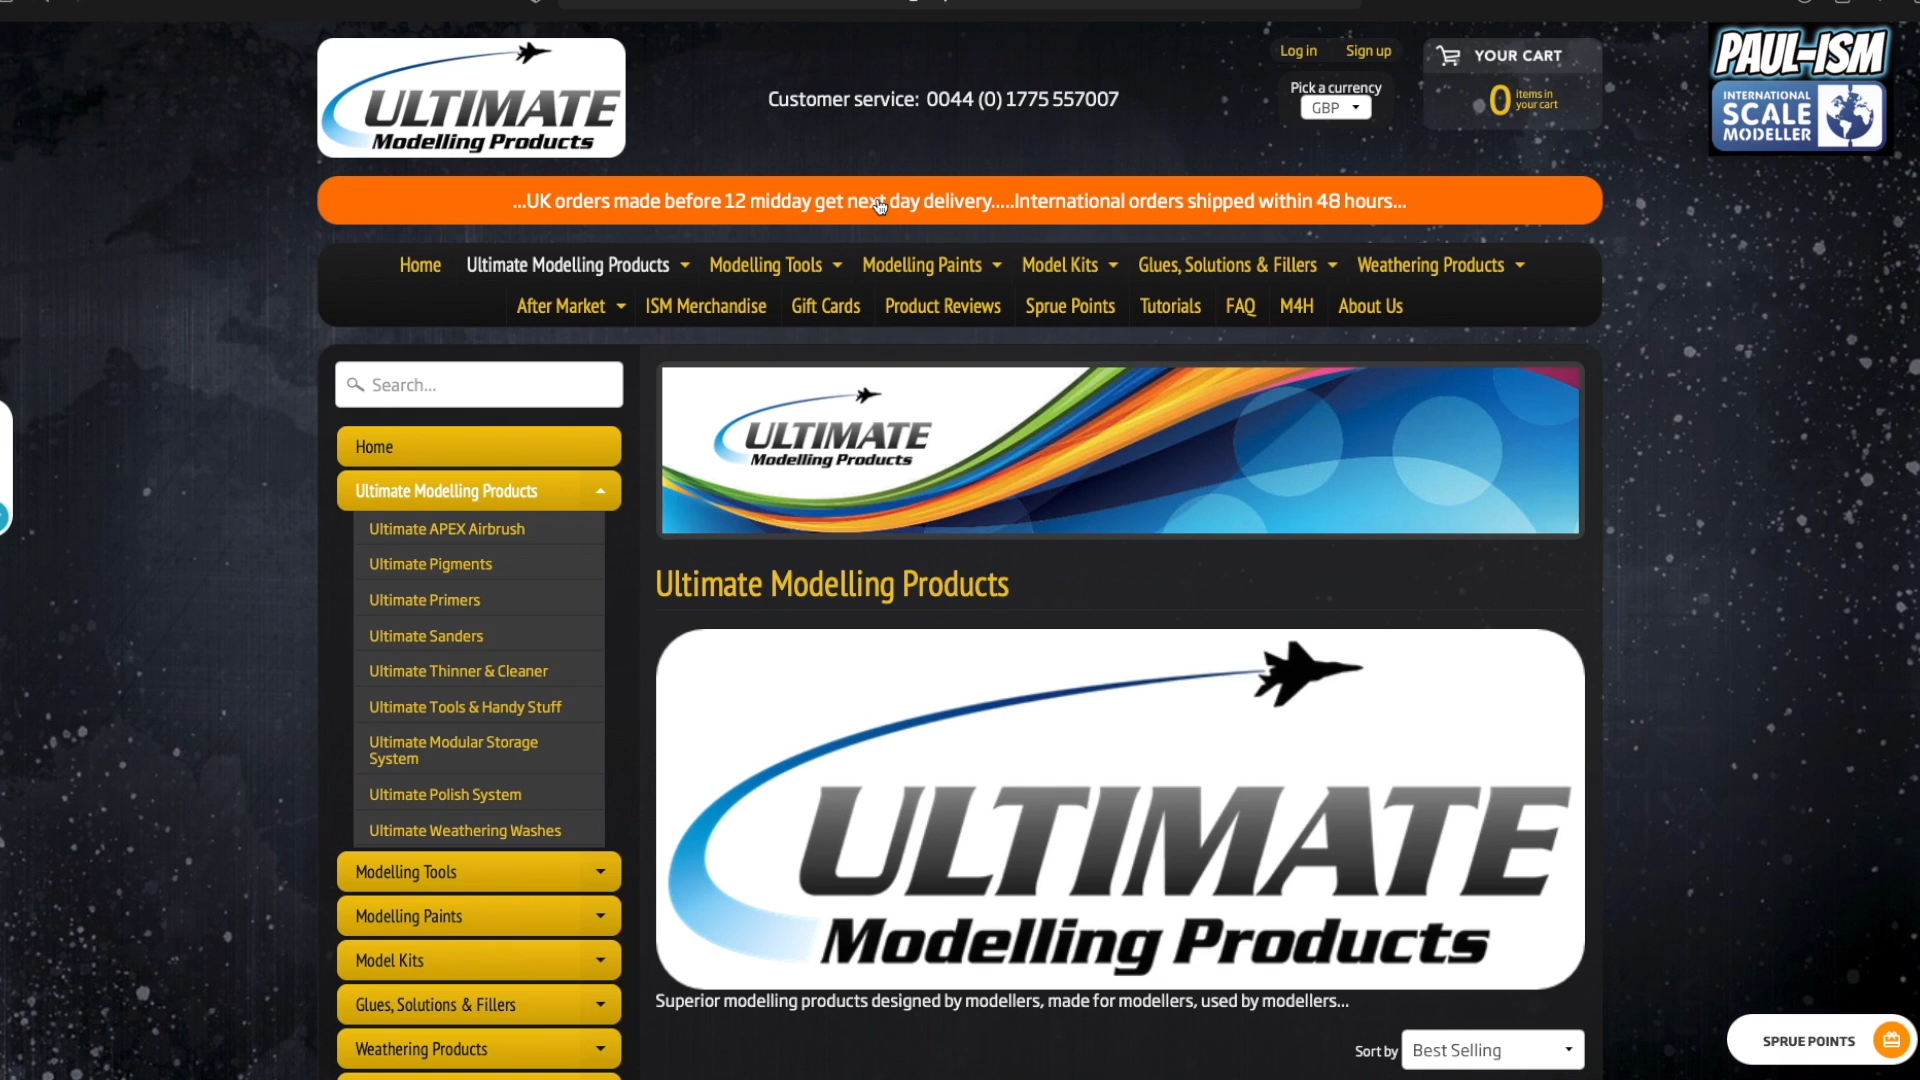 ULTIMATE
Modelling Products
Customer service: 0044 (0) 1775 557007
Log in
Sign up
Pick a currency
GBP
YOUR CART
0 items in
your cart
PAUL-ISM
INTERNATIONAL
SCALE
MODELLER
...UK orders made before 12 midday get next day delivery.....International orders shipped within 48 hours...
Home
Ultimate Modelling Products
Modelling Tools
Modelling Paints
Model Kits
Glues, Solutions & Fillers
Weathering Products
After Market
ISM Merchandise
Gift Cards
Product Reviews
Sprue Points
Tutorials
FAQ
M4H
About Us
Search...
Home
Ultimate Modelling Products
Ultimate APEX Airbrush
Ultimate Pigments
Ultimate Primers
Ultimate Sanders
Ultimate Thinner & Cleaner
Ultimate Tools & Handy Stuff
Ultimate Modular Storage
System
Ultimate Polish System
Ultimate Weathering Washes
Modelling Tools
Modelling Paints
Model Kits
Glues, Solutions & Fillers
Weathering Products
ULTIMATE
Modelling Products
Ultimate Modelling Products
ULTIMATE
Modelling Products
Superior modelling products designed by modellers, made for modellers, used by modellers...
Sort by
Best Selling
SPRUE POINTS